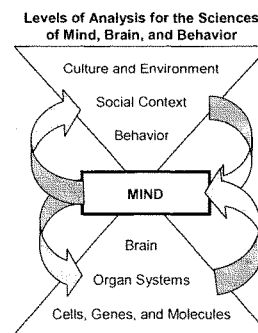 Levels of Analysis for the Sciences
of Mind, Brain, and Behavior
Culture and Environment
Social Context
Behavior
MIND
Brain
Organ Systems
Cells, Genes, and Molecules